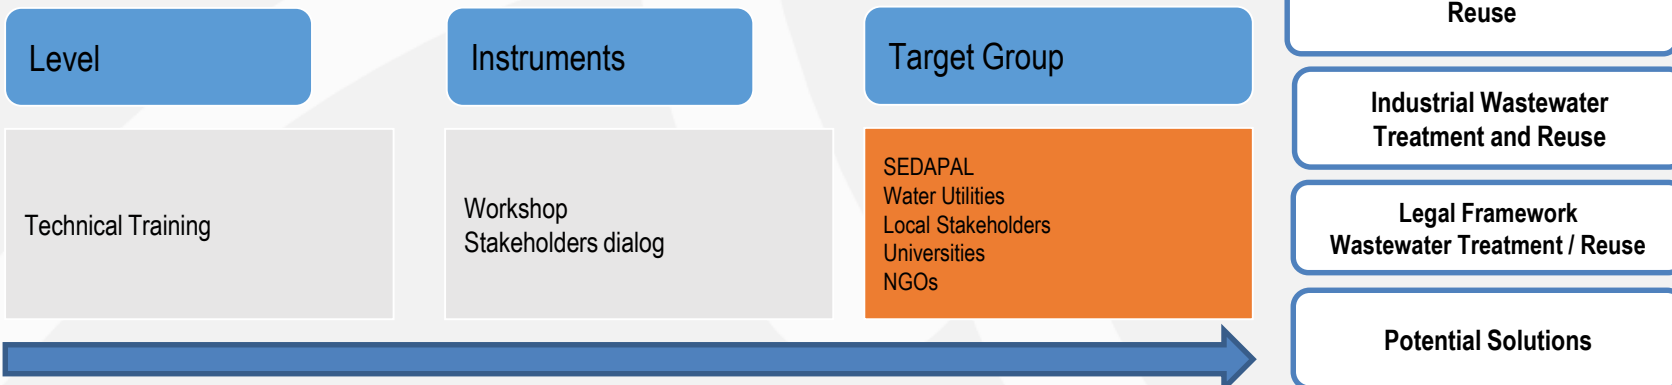 Level
Instruments
Target Group
Technical Training
Workshop
Stakeholders dialog
SEDAPAL
Water Utilities
Local Stakeholders
Universities
NGOs
Reuse
Industrial Wastewater
Treatment and Reuse
Legal Framework
Wastewater Treatment / Reuse
Potential Solutions